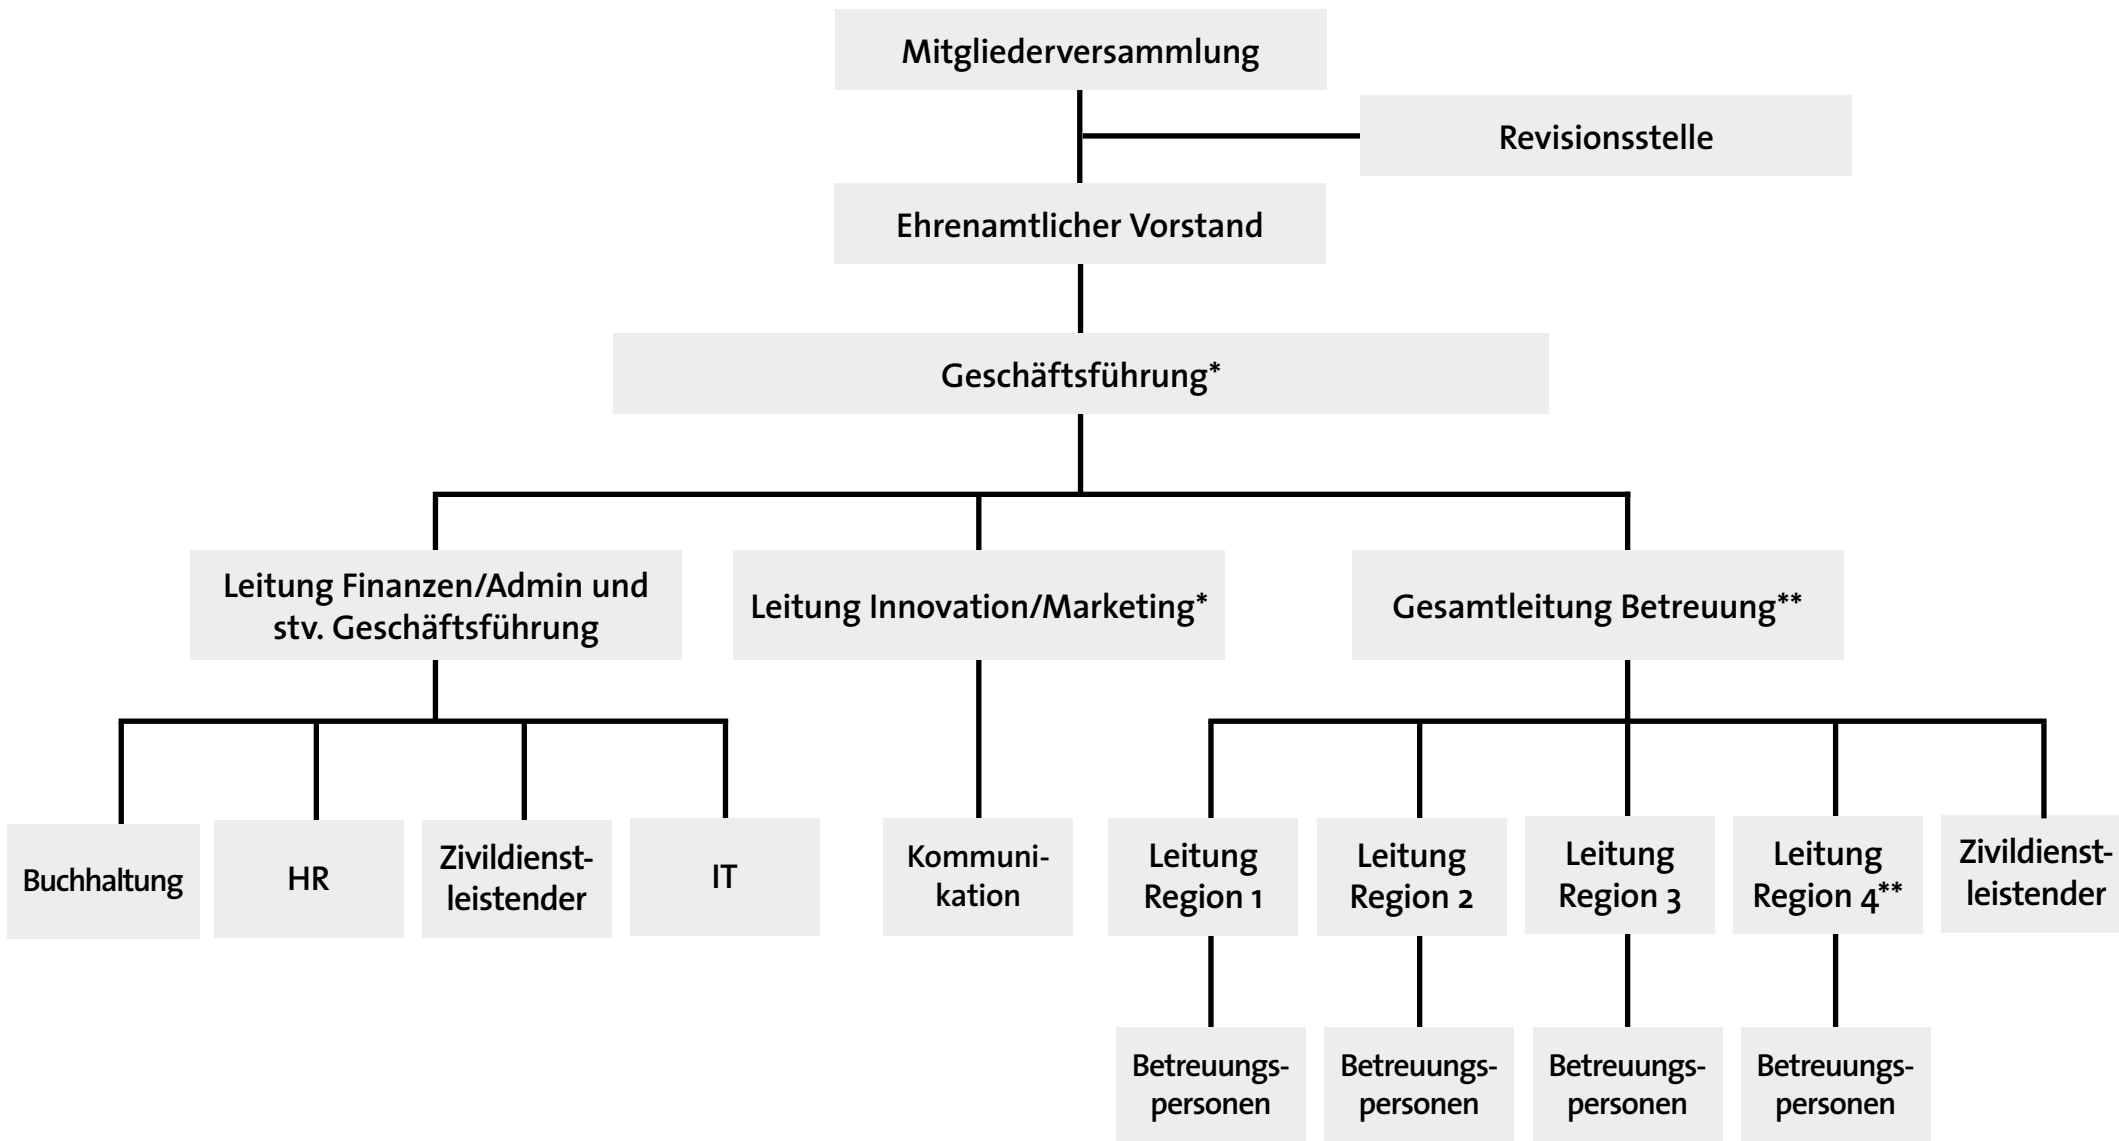 Mitgliederversammlung
Revisionsstelle
Ehrenamtlicher Vorstand
Geschäftsführung*
Leitung Finanzen/Admin und
stv. Geschäftsführung
Leitung Innovation/Marketing*
Gesamtleitung Betreuung**
Buchhaltung
HR
Zivildienst-
leistender
IT
Kommuni-
kation
Leitung
Region 1
Leitung
Region 2
Leitung
Region 3
Leitung
Region 4**
Zivildienst-
leistender
Betreuungs-
personen
Betreuungs-
personen
Betreuungs-
personen
Betreuungs-
personen